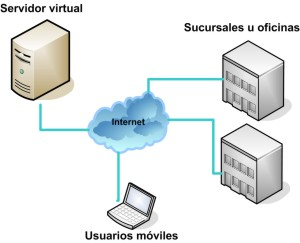 Servidor virtual
Sucursales u oficinas
Internet
Usuarios móviles